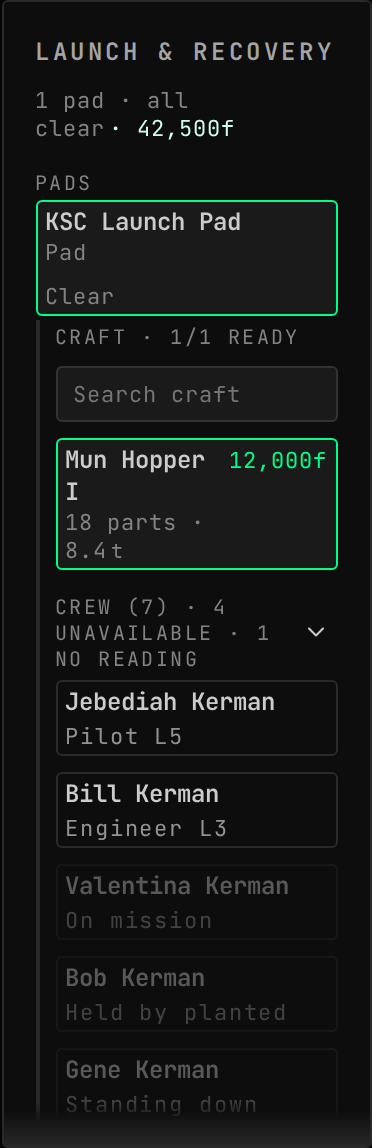 LAUNCH & RECOVERY
1 pad · all
clear · 42,500f
PADS
KSC Launch Pad
Pad
Clear
CRAFT · 1/1 READY
Search craft
Mun Hopper 12,000f
I
18 parts ·
8.4t
CREW (7) · 4
UNAVAILABLE · 1
NO READING
Jebediah Kerman
Pilot L5
Bill Kerman
Engineer L3
Valentina Kerman
On mission
Bob Kerman
Held by planted
Gene Kerman
Standing down